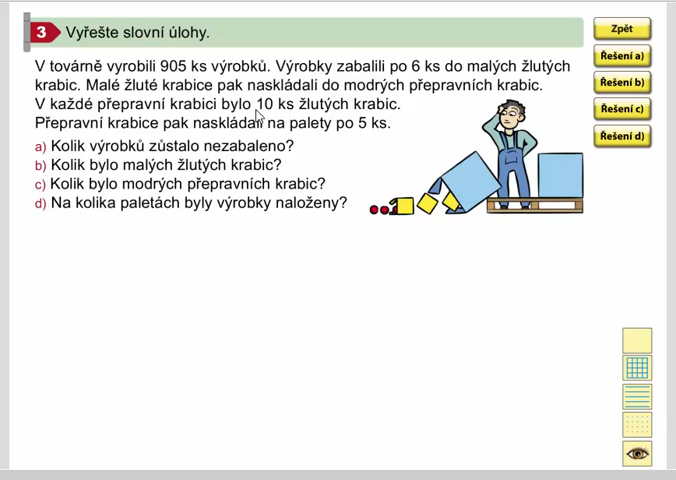 3 Vyřešte slovní úlohy.
V továrně vyrobili 905 ks výrobků. Výrobky zabalili po 6 ks do malých žlutých
krabic. Malé žluté krabice pak naskládali do modrých přepravních krabic.
V každé přepravní krabici bylo 10 ks žlutých krabic.
Přepravní krabice pak naskládali na palety po 5 ks.
a) Kolik výrobků zůstalo nezabaleno?
b) Kolik bylo malých žlutých krabic?
c) Kolik bylo modrých přepravních krabic?
d) Na kolika paletách byly výrobky naloženy?
Zpět
Řešení a)
Řešení b)
Řešení c)
Řešení d)